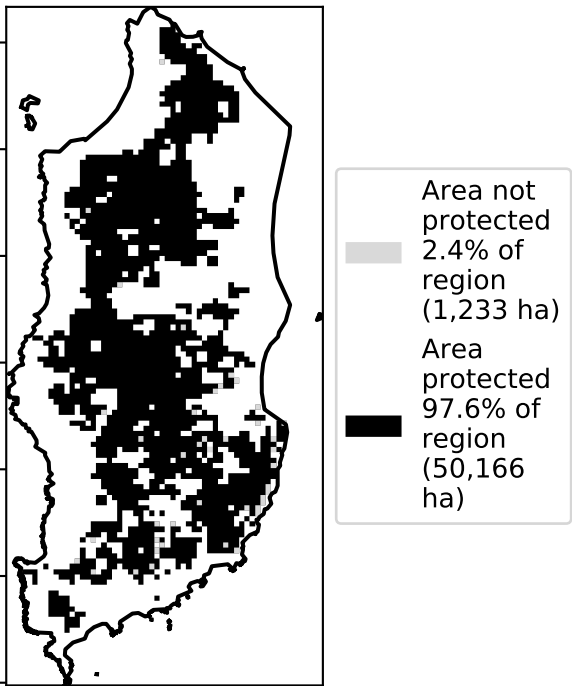 Area not
protected
2.4% of
region
(1,233 ha)
Area
protected
97.6% of
region
(50,166
ha)